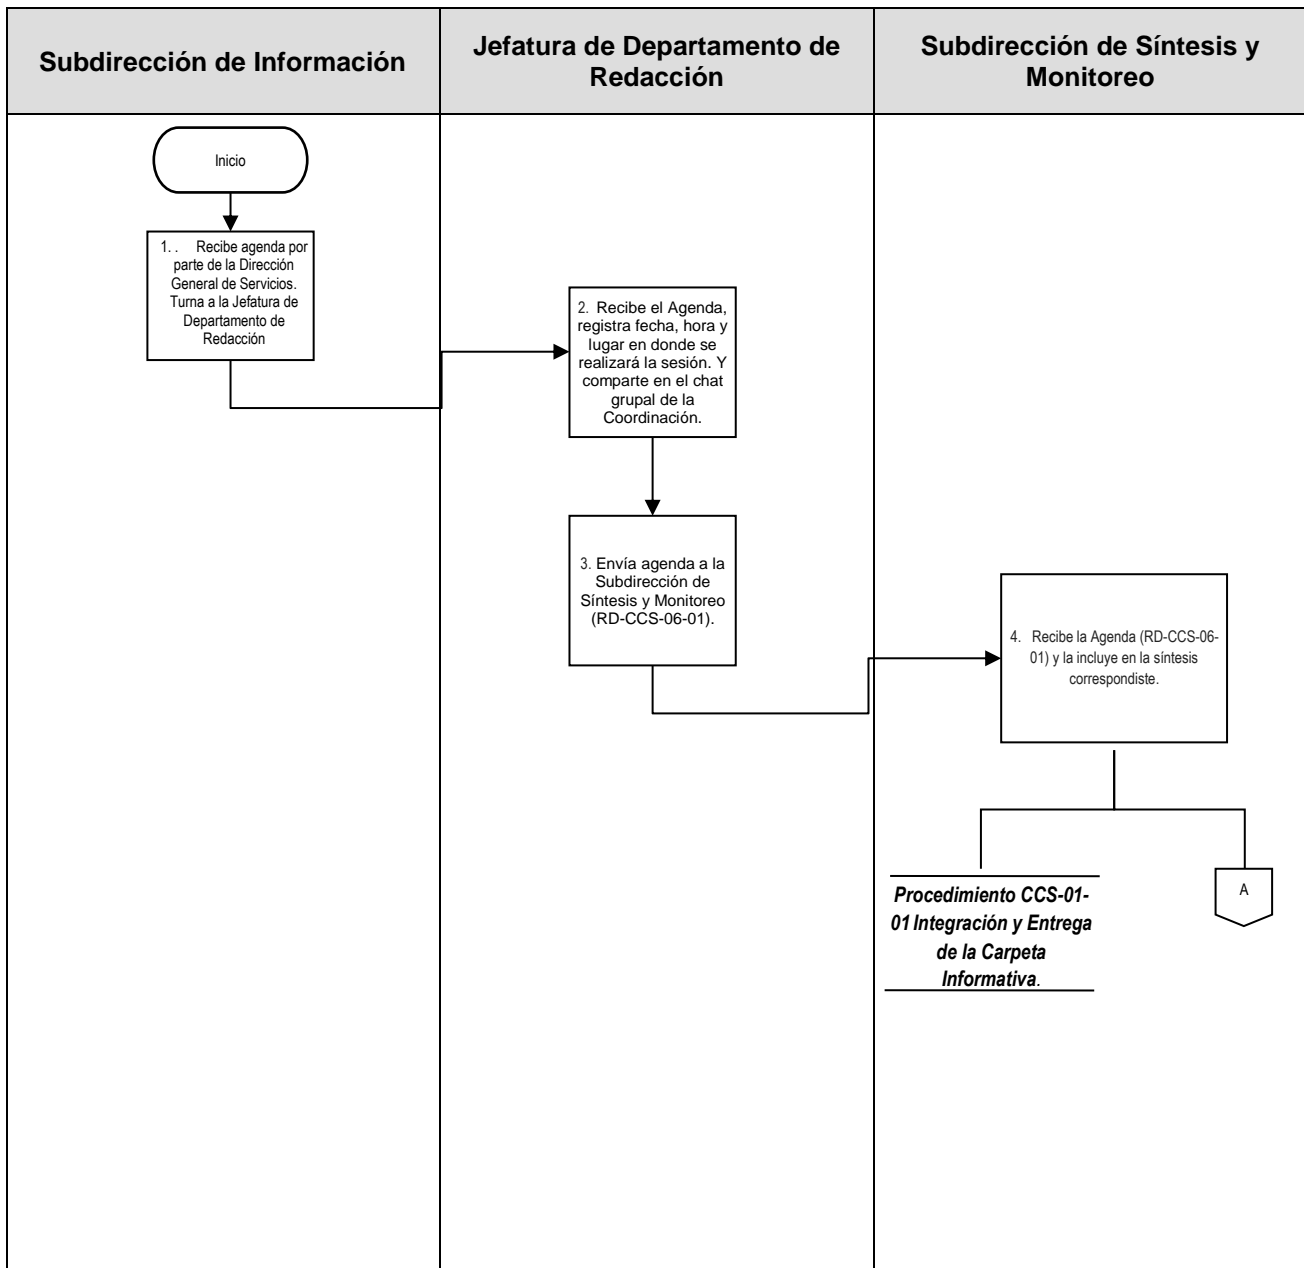 Subdirección de Información
Jefatura de Departamento de
Redacción
Subdirección de Síntesis y
Monitoreo
Inicio
1. . Recibe agenda por
parte de la Dirección
General de Servicios.
Turna a la Jefatura de
Departamento de
Redacción
2. Recibe el Agenda,
registra fecha, hora y
lugar en donde se
realizará la sesión. Y
comparte en el chat
grupal de la
Coordinación.
3. Envía agenda a la
Subdirección de
Síntesis y Monitoreo
(RD-CCS-06-01).
4. Recibe la Agenda (RD-CCS-06-
01) y la incluye en la síntesis
correspondiste.
Procedimiento CCS-01-
01 Integración y Entrega
de la Carpeta
Informativa.
A